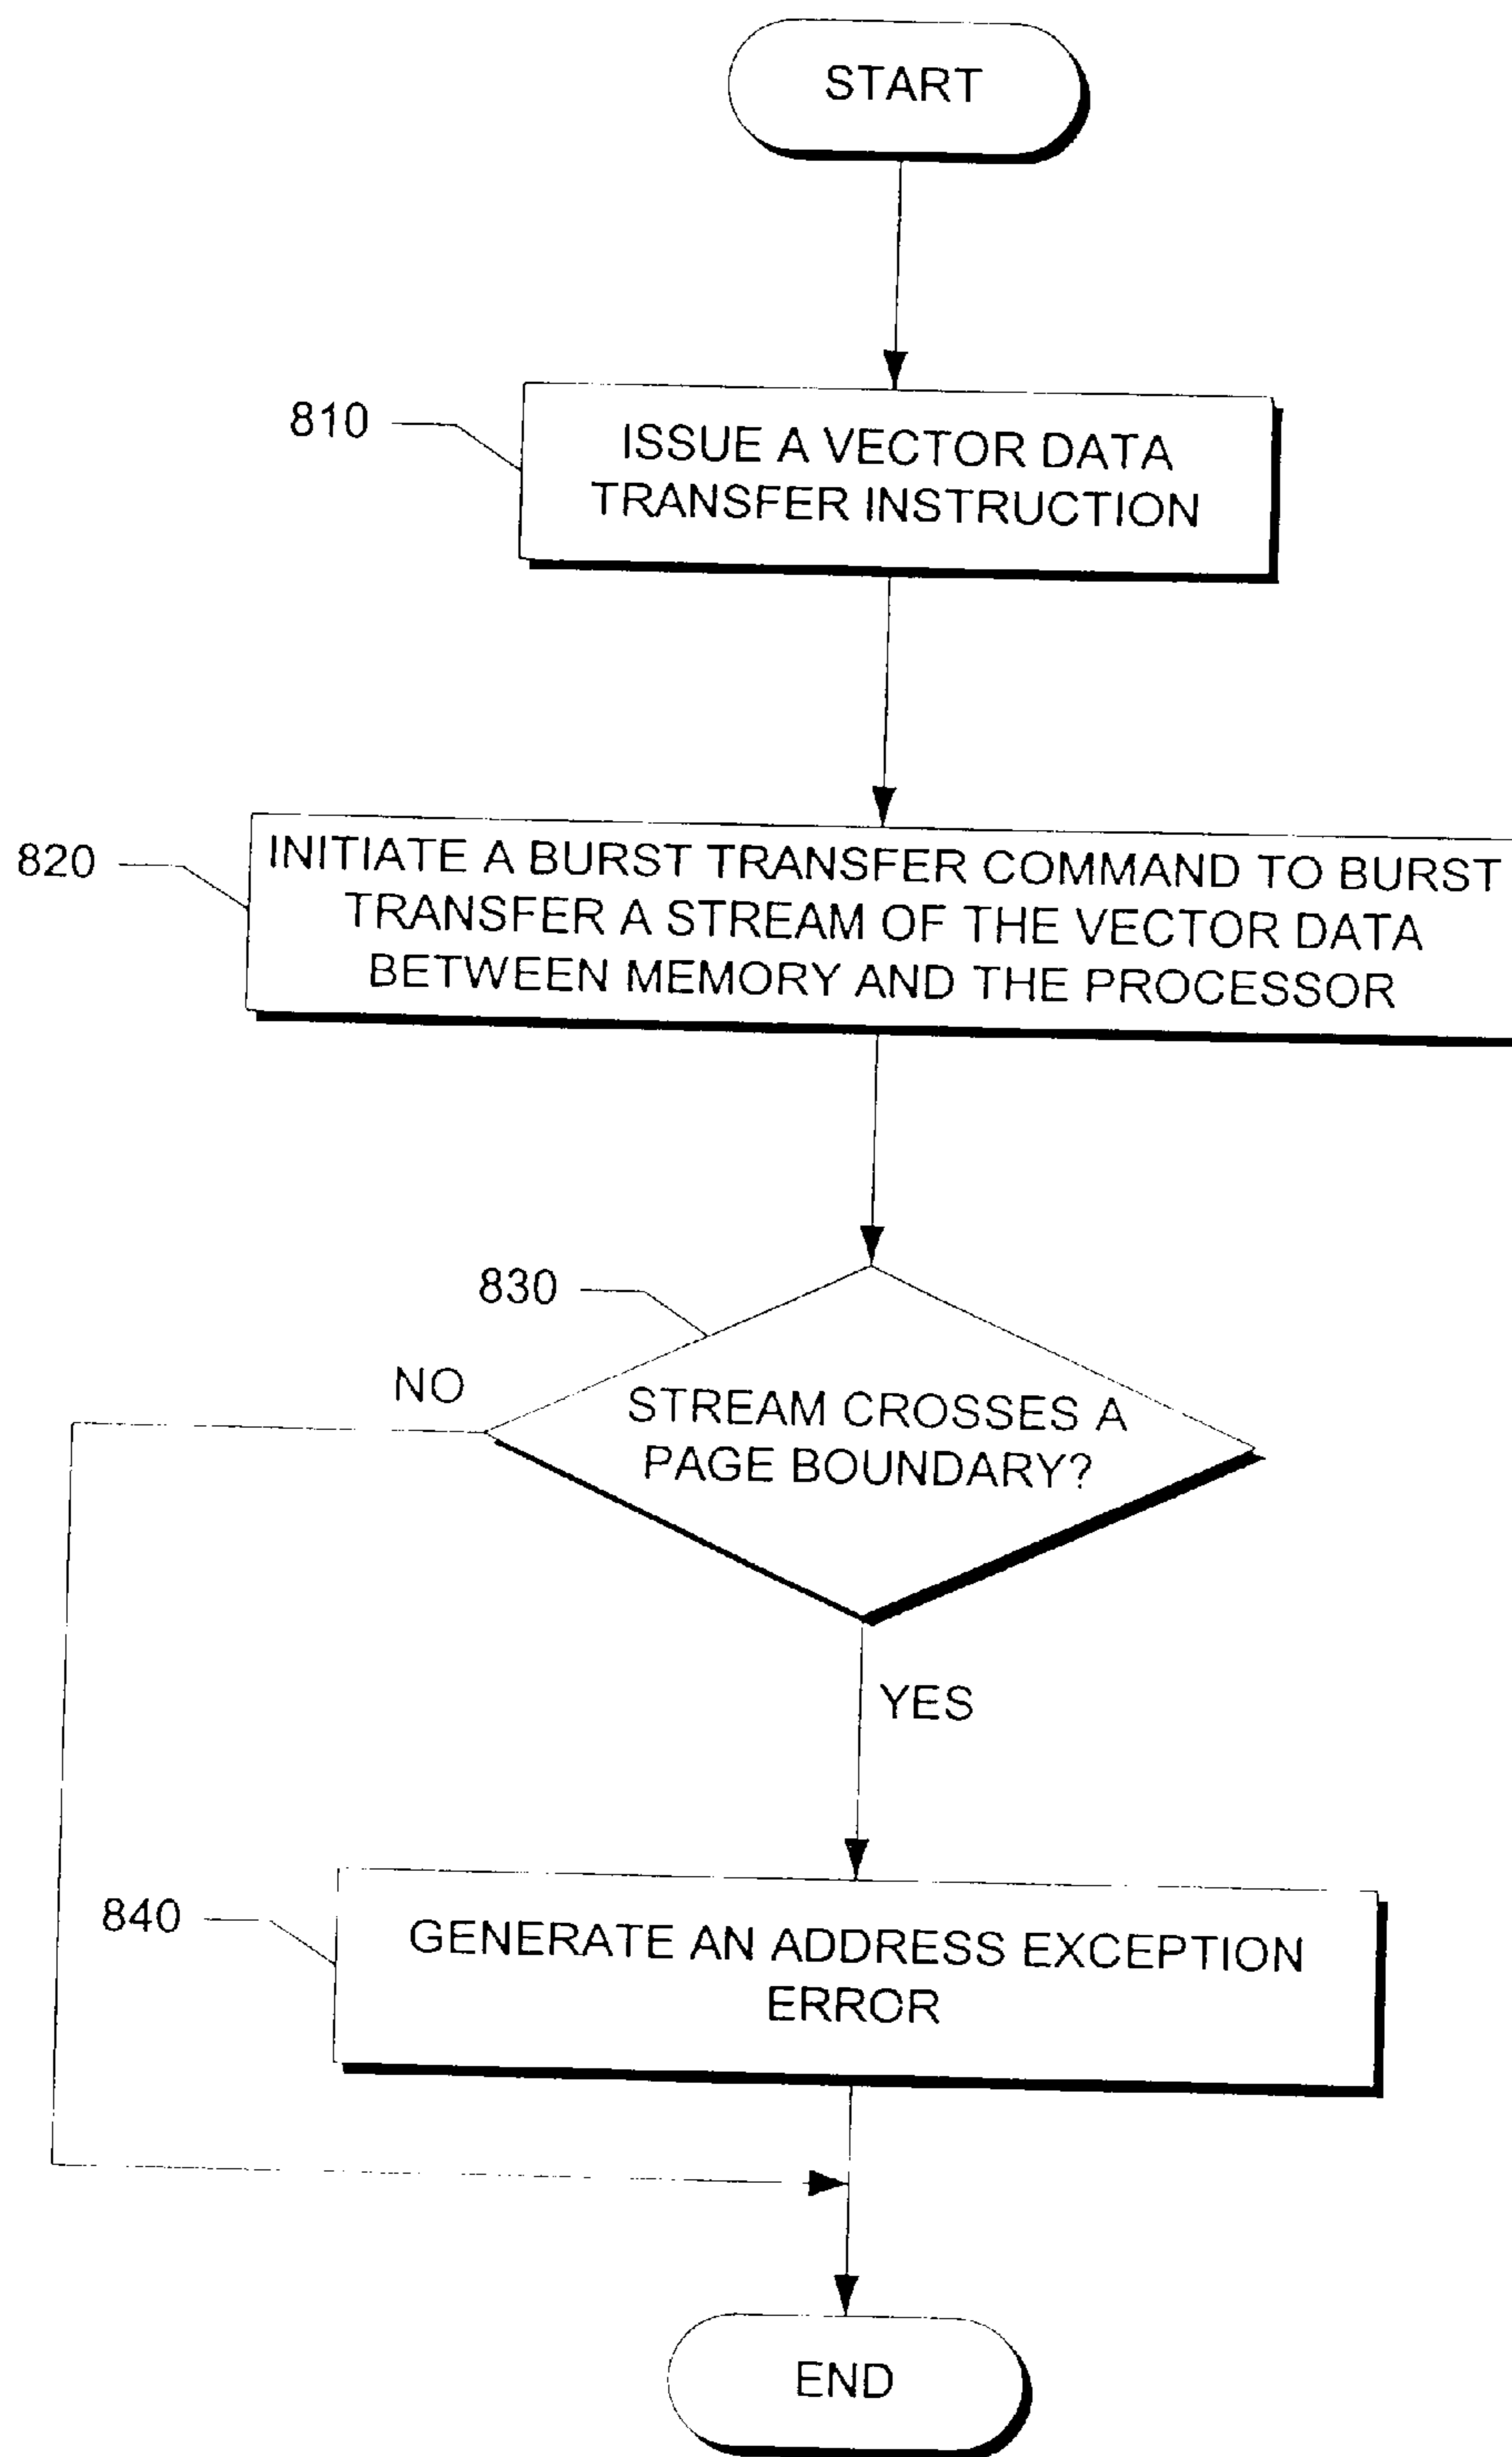 START
810
ISSUE A VECTOR DATA
TRANSFER INSTRUCTION
820
INITIATE A BURST TRANSFER COMMAND TO BURST
TRANSFER A STREAM OF THE VECTOR DATA
BETWEEN MEMORY AND THE PROCESSOR
830
NO
STREAM CROSSES A
PAGE BOUNDARY?
YES
840
GENERATE AN ADDRESS EXCEPTION
ERROR
END